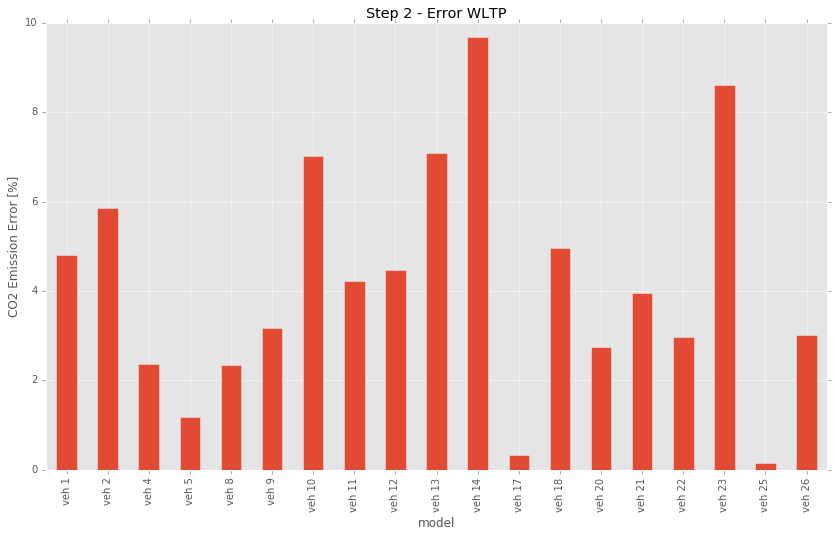 Step 2 - Error WLTP
CO2 Emission Error [%]
10
8
6
4
2
0
veh 1
veh 2
veh 4
veh 5
veh 8
veh 9
veh 10
veh 11
veh 12
veh 13
veh 14
veh 17
veh 18
veh 20
veh 21
veh 22
veh 23
veh 25
veh 26
model